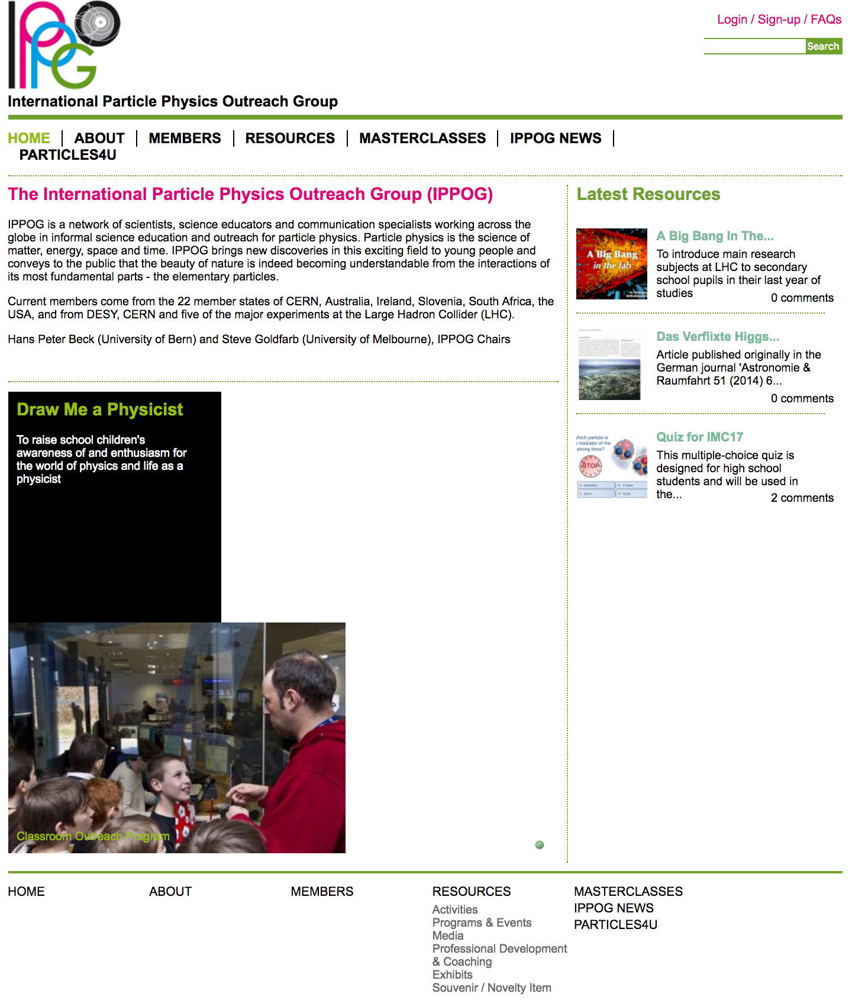 IPPOG
Login / Sign-up / FAQs
Search
International Particle Physics Outreach Group
HOME
ABOUT
MEMBERS
RESOURCES
MASTERCLASSES
IPPOG NEWS
PARTICLES4U
The International Particle Physics Outreach Group (IPPOG)
IPPOG is a network of scientists, science educators and communication specialists working across the
globe in informal science education and outreach for particle physics. Particle physics is the science of
matter, energy, space and time. IPPOG brings new discoveries in this exciting field to young people and
conveys to the public that the beauty of nature is indeed becoming understandable from the interactions of
its most fundamental parts - the elementary particles.
Current members come from the 22 member states of CERN, Australia, Ireland, Slovenia, South Africa, the
USA, and from DESY, CERN and five of the major experiments at the Large Hadron Collider (LHC).
Hans Peter Beck (University of Bern) and Steve Goldfarb (University of Melbourne), IPPOG Chairs
Draw Me a Physicist
To raise school children's
awareness of and enthusiasm for
the world of physics and life as a
physicist
Classroom Outreach Program
Latest Resources
A Big Bang
in the lab
A Big Bang In The...
To introduce main research
subjects at LHC to secondary
school pupils in their last year of
studies
0 comments
Das Verflixte Higgs...
Article published originally in the
German journal 'Astronomie &
Raumfahrt 51 (2014) 6...
0 comments
which particle is
mediator of the
strong force?
STOP
Quiz for IMC17
This multiple-choice quiz is
designed for high school
students and will be used in
the...
2 comments
HOME
ABOUT
MEMBERS
RESOURCES
Activities
Programs & Events
Media
Professional Development
& Coaching
Exhibits
Souvenir / Novelty Item
MASTERCLASSES
IPPOG NEWS
PARTICLES4U